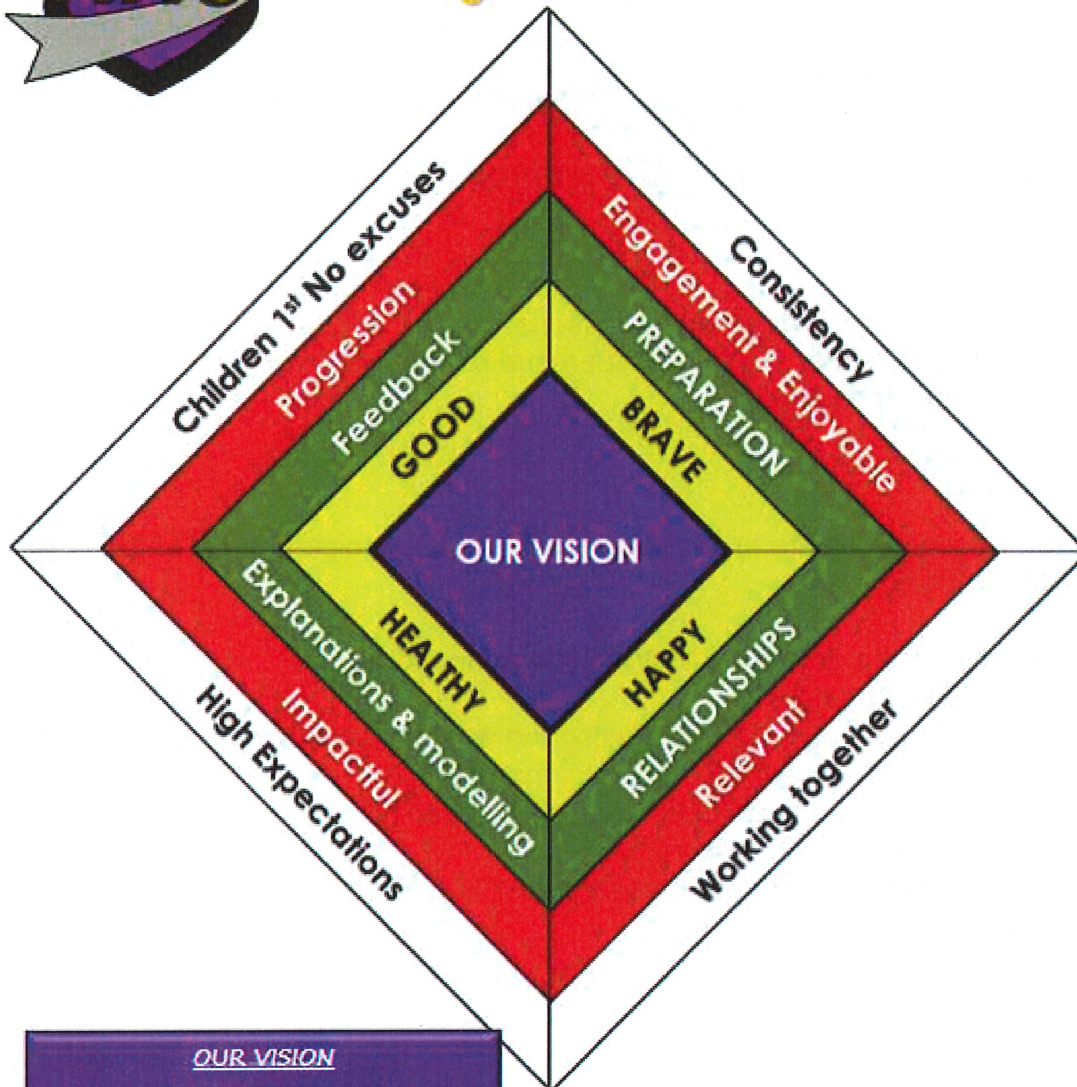 Children 1st No excuses
Consistency
Progression
Engagement & Enjoyable
Feedback
PREPARATION
GOOD
BRAVE
OUR VISION
HEALTHY
HAPPY
Explanations & modelling
RELATIONSHIPS
Impactful
Relevant
High Expectations
Working together
OUR VISION